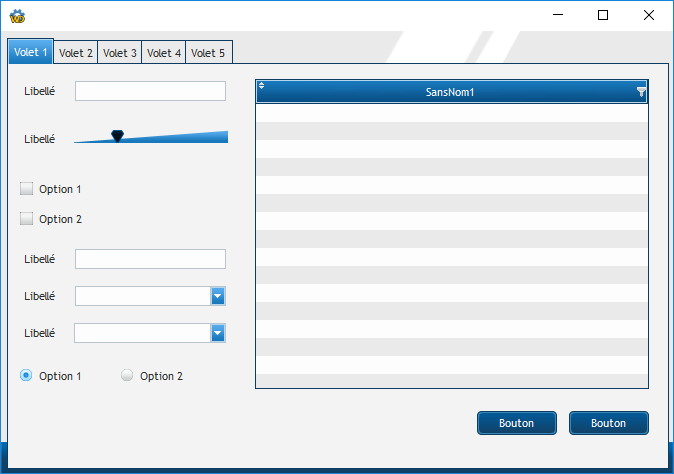 Volet 1 Volet 2 Volet 3 Volet 4 Volet 5
Libellé
SansNom1
Libellé
Option 1
Option 2
Libellé
Libellé
Libellé
Option 1 Option 2
Bouton Bouton